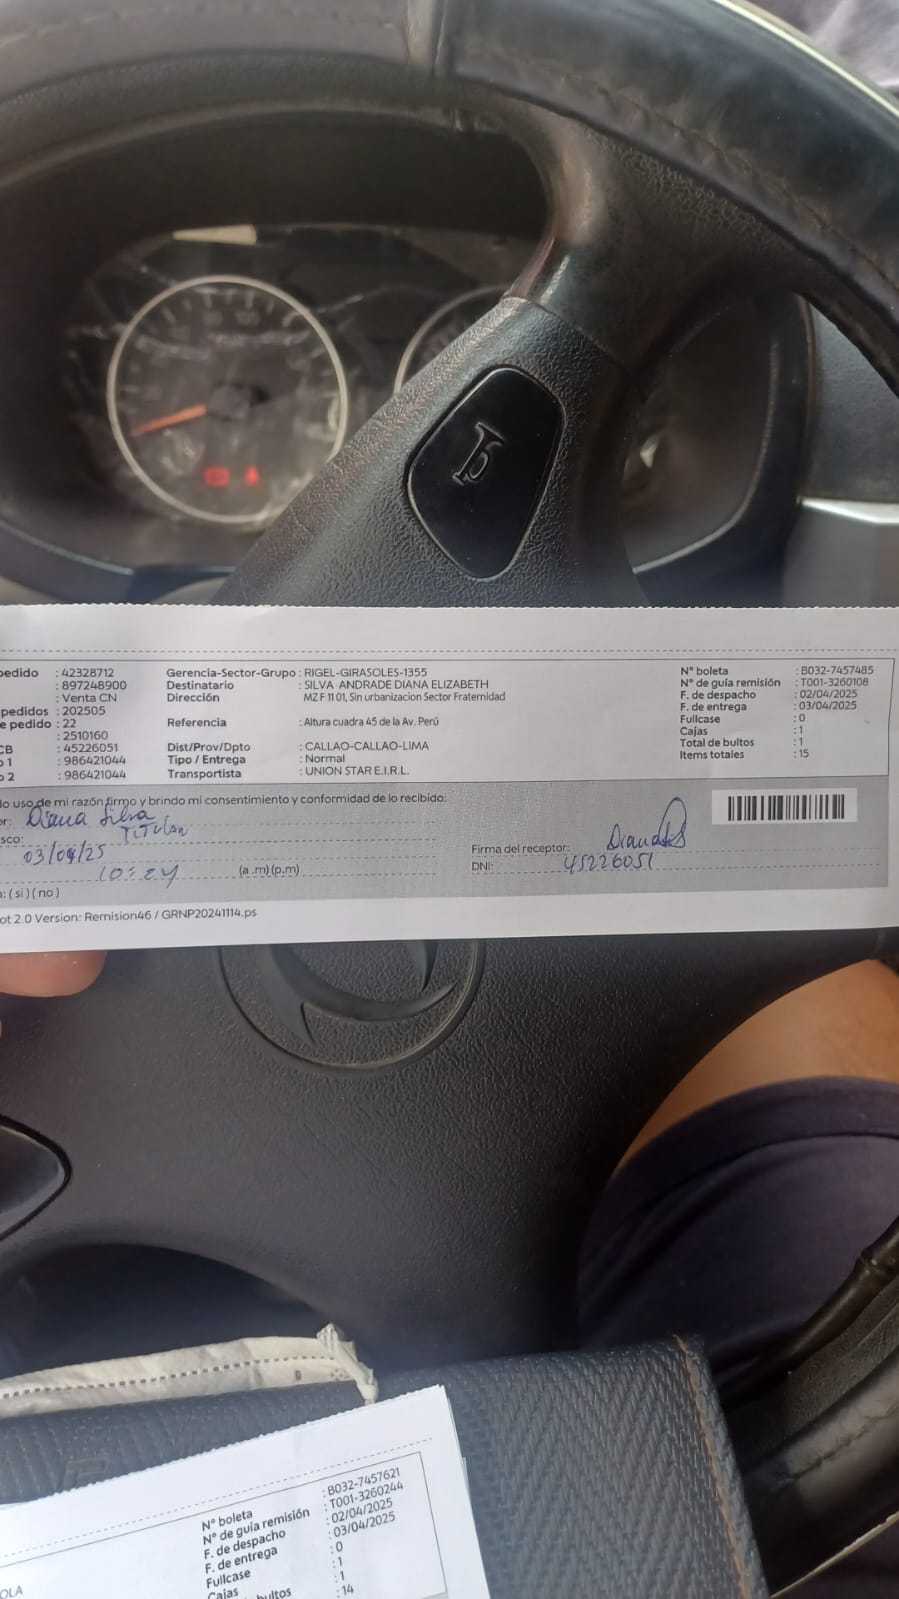 pedido : 42328712
: 897248900
: Venta CN
pedidos : 202505
e pedido : 22
: 2510160
CB : 45226051
o 1 : 986421044
o 2 : 986421044
Gerencia-Sector-Grupo : RIGEL-GIRASOLES-1355
Destinatario : SILVA ANDRADE DIANA ELIZABETH
Dirección MZ F 11 01, Sin urbanizacion Sector Fraternidad
Referencia : Altura cuadra 45 de la Av. Perú
Dist/Prov/Dpto : CALLAO-CALLAO-LIMA
Tipo / Entrega : Normal
Transportista : UNION STAR E.I.R.L.
N° boleta : B032-7457485
N° de guía remisión : T001-3260108
F. de despacho : 02/04/2025
F. de entrega : 03/04/2025
Fullcase : 0
Cajas : 1
Total de bultos : 1
Items totales : 15
lo uso de mi razón firmo y brindo mi consentimiento y conformidad de lo recibido:
or: Diana Silva
sco: TITULAR
03/04/25
10:24 (a .m) (p.m)
a: ( si ) ( no )
Firma del receptor:
DNI: 45226051
ot 2.0 Version: Remision46 / GRNP20241114.ps
OLA
N° boleta : B032-7457621
N° de guía remisión : T001-3260244
F. de despacho : 02/04/2025
F. de entrega : 03/04/2025
Fullcase : 0
Cajas : 1
bultos : 1
: 14